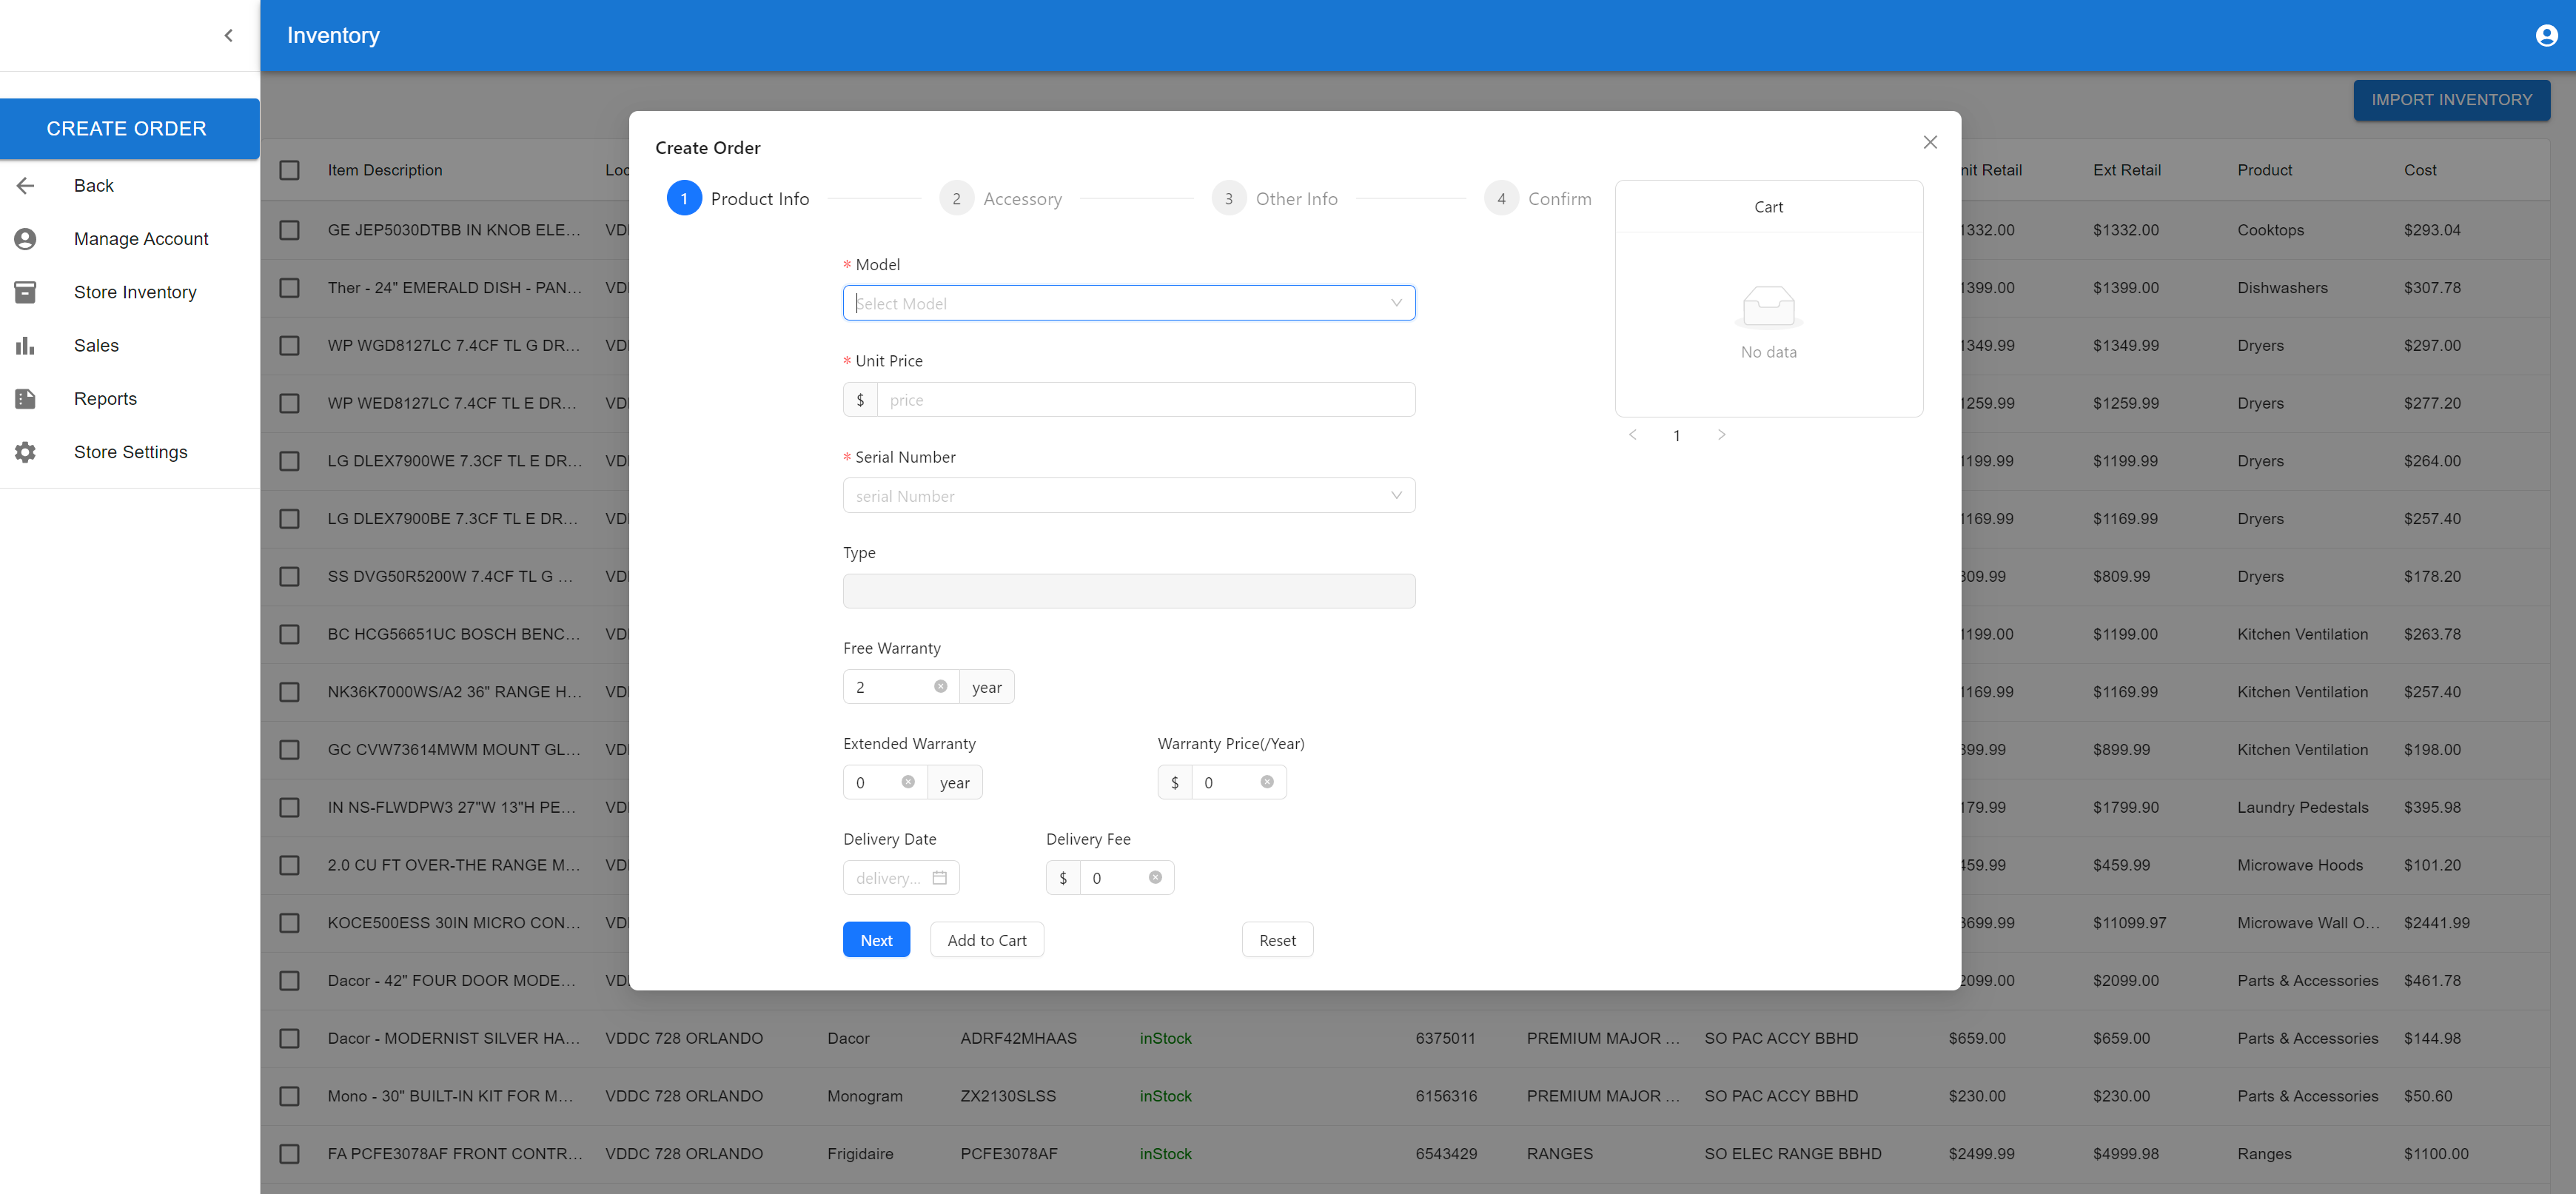 Inventory
CREATE ORDER
Back
Manage Account
Store Inventory
Sales
Reports
Store Settings
IMPORT INVENTORY
Item Description Loc nit Retail Ext Retail Product Cost
GE JEP5030DTBB IN KNOB ELE... VDI 1332.00 $1332.00 Cooktops $293.04
Ther - 24" EMERALD DISH - PAN... VDI 1399.00 $1399.00 Dishwashers $307.78
WP WGD8127LC 7.4CF TL G DR... VDI 1349.99 $1349.99 Dryers $297.00
WP WED8127LC 7.4CF TL E DR... VDI 1259.99 $1259.99 Dryers $277.20
LG DLEX7900WE 7.3CF TL E DR... VDI 1199.99 $1199.99 Dryers $264.00
LG DLEX7900BE 7.3CF TL E DR... VDI 1169.99 $1169.99 Dryers $257.40
SS DVG50R5200W 7.4CF TL G ... VDI 809.99 $809.99 Dryers $178.20
BC HCG56651UC BOSCH BENC... VDI 1199.00 $1199.00 Kitchen Ventilation $263.78
NK36K7000WS/A2 36" RANGE H... VDI 1169.99 $1169.99 Kitchen Ventilation $257.40
GC CVW73614MWM MOUNT GL... VDI 899.99 $899.99 Kitchen Ventilation $198.00
IN NS-FLWDPW3 27"W 13"H PE... VDI 179.99 $1799.90 Laundry Pedestals $395.98
2.0 CU FT OVER-THE RANGE M... VDI 459.99 $459.99 Microwave Hoods $101.20
KOCE500ESS 30IN MICRO CON... VDI 3699.99 $11099.97 Microwave Wall O... $2441.99
Dacor - 42" FOUR DOOR MODE... VDI 2099.00 $2099.00 Parts & Accessories $461.78
Dacor - MODERNIST SILVER HA... VDDC 728 ORLANDO Dacor ADRF42MHAAS inStock 6375011 PREMIUM MAJOR ... SO PAC ACCY BBHD $659.00 $659.00 Parts & Accessories $144.98
Mono - 30" BUILT-IN KIT FOR M... VDDC 728 ORLANDO Monogram ZX2130SLSS inStock 6156316 PREMIUM MAJOR ... SO PAC ACCY BBHD $230.00 $230.00 Parts & Accessories $50.60
FA PCFE3078AF FRONT CONTR... VDDC 728 ORLANDO Frigidaire PCFE3078AF inStock 6543429 RANGES SO ELEC RANGE BBHD $2499.99 $4999.98 Ranges $1100.00
Create Order
1 Product Info 2 Accessory 3 Other Info 4 Confirm
* Model
Select Model
* Unit Price
$ price
* Serial Number
serial Number
Type
Free Warranty
2 year
Extended Warranty Warranty Price(/Year)
0 year $ 0
Delivery Date Delivery Fee
delivery... $ 0
Next Add to Cart Reset
Cart
No data
1